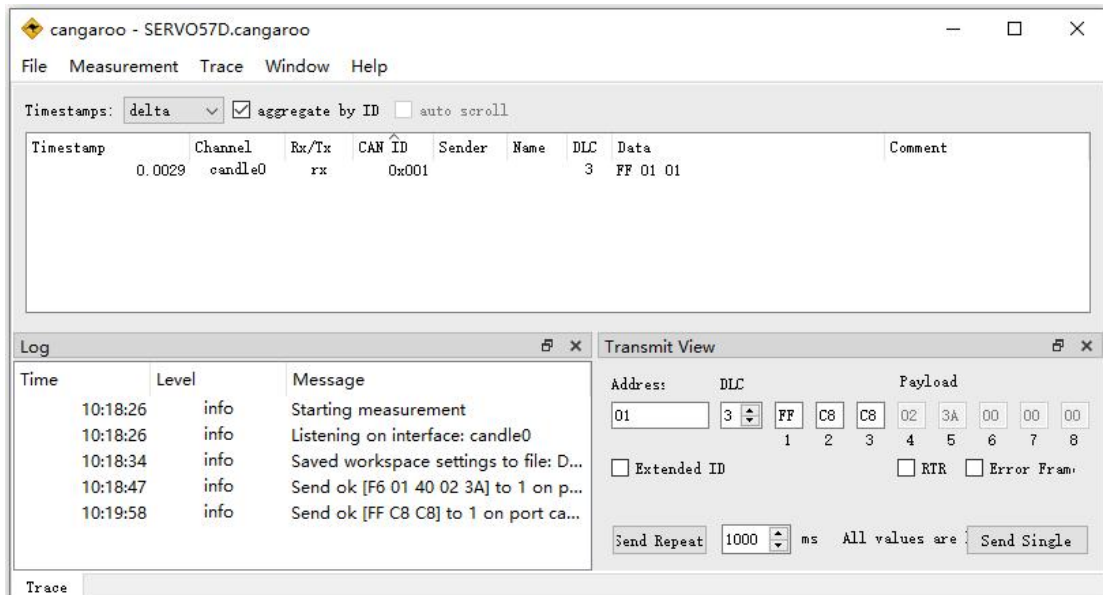 cangaroo - SERVO57D.cangaroo
File Measurement Trace Window Help
Timestamps: delta aggregate by ID auto scroll
Timestamp Channel Rx/Tx CAN ID Sender Name DLC Data Comment
0.0029 candle0 rx 0x001 3 FF 01 01
Log
Time Level Message
10:18:26 info Starting measurement
10:18:26 info Listening on interface: candle0
10:18:34 info Saved workspace settings to file: D...
10:18:47 info Send ok [F6 01 40 02 3A] to 1 on p...
10:19:58 info Send ok [FF C8 C8] to 1 on port ca...
Transmit View
Address: DLC Payload
01 3 FF C8 C8 02 3A 00 00 00
1 2 3 4 5 6 7 8
Extended ID RTR Error Fram
Send Repeat 1000 ms All values are Send Single
Trace